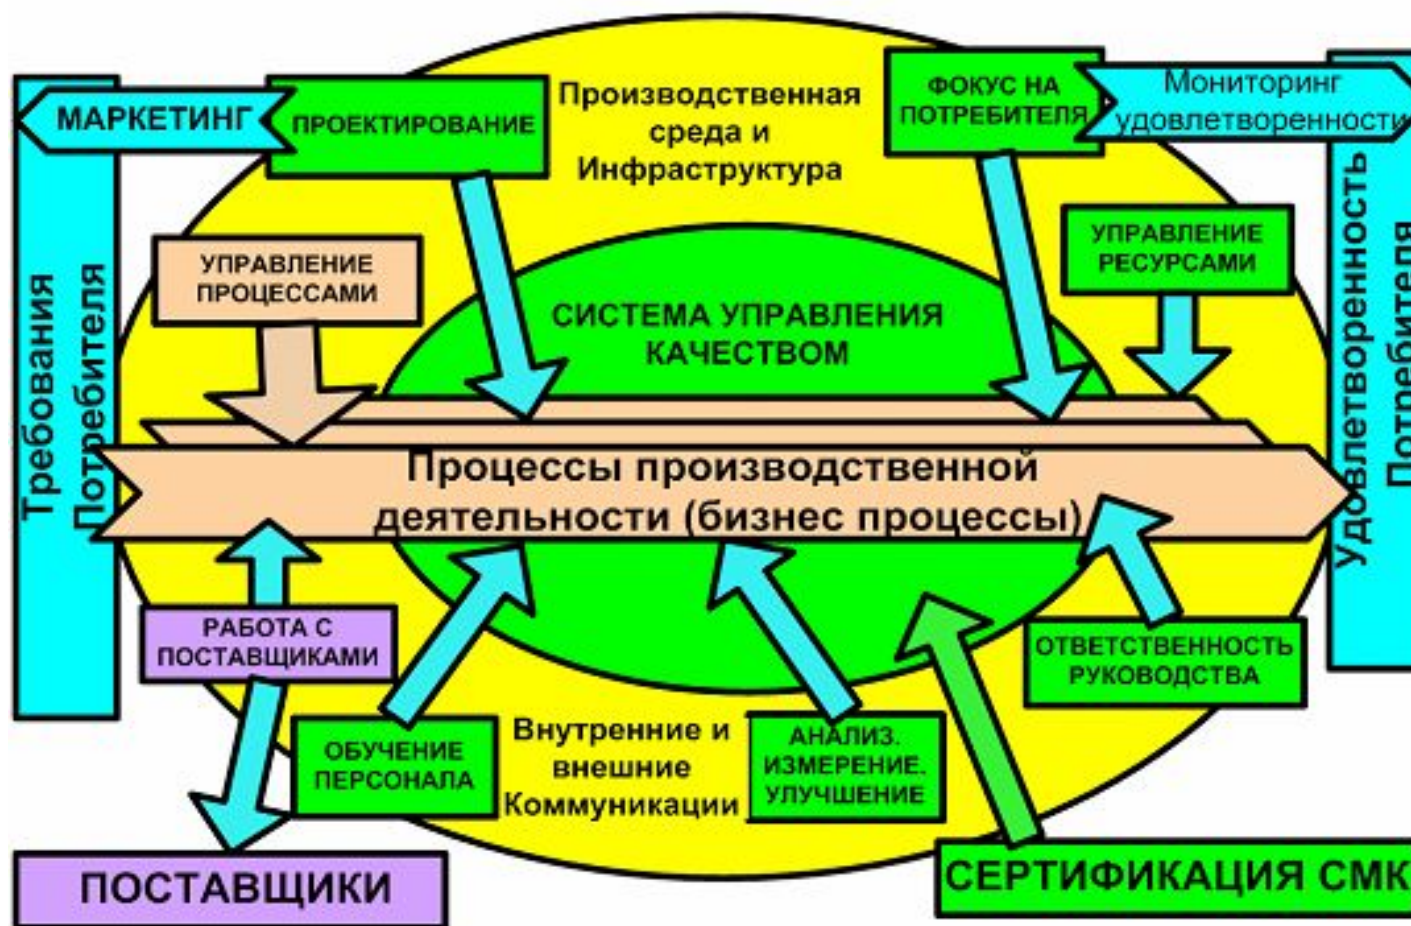 МАРКЕТИНГ
ПРОЕКТИРОВАНИЕ
Производственная
среда и
Инфраструктура
ФОКУС НА
ПОТРЕБИТЕЛЯ
Мониторинг
удовлетворенности
УПРАВЛЕНИЕ
ПРОЦЕССАМИ
УПРАВЛЕНИЕ
РЕСУРСАМИ
СИСТЕМА УПРАВЛЕНИЯ
КАЧЕСТВОМ
Требования
Потребителя
Удовлетворенность
Потребителя
Процессы производственной
деятельности (бизнес процессы)
РАБОТА С
ПОСТАВЩИКАМИ
ОТВЕТСТВЕННОСТЬ
РУКОВОДСТВА
ОБУЧЕНИЕ
ПЕРСОНАЛА
Внутренние и
внешние
Коммуникации
АНАЛИЗ.
ИЗМЕРЕНИЕ.
УЛУЧШЕНИЕ
ПОСТАВЩИКИ
СЕРТИФИКАЦИЯ СМК